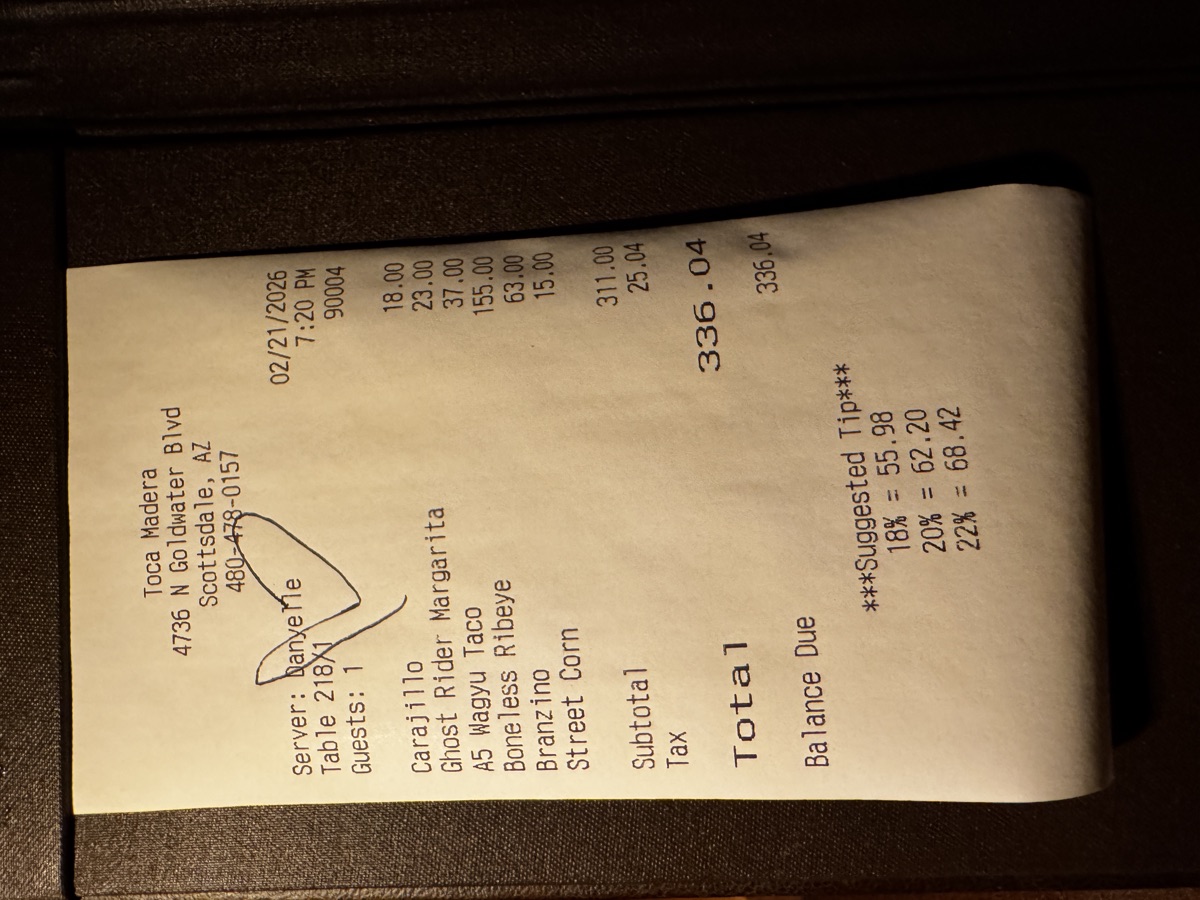 Toca Madera
4736 N Goldwater Blvd
Scottsdale, AZ
480-478-0157
Server: Danyelle 02/21/2026
Table 218/1 7:20 PM
Guests: 1 90004
Carajillo 18.00
Ghost Rider Margarita 23.00
A5 Wagyu Taco 37.00
Boneless Ribeye 155.00
Branzino 63.00
Street Corn 15.00
Subtotal 311.00
Tax 25.04
Total 336.04
Balance Due 336.04
***Suggested Tip***
18% = 55.98
20% = 62.20
22% = 68.42